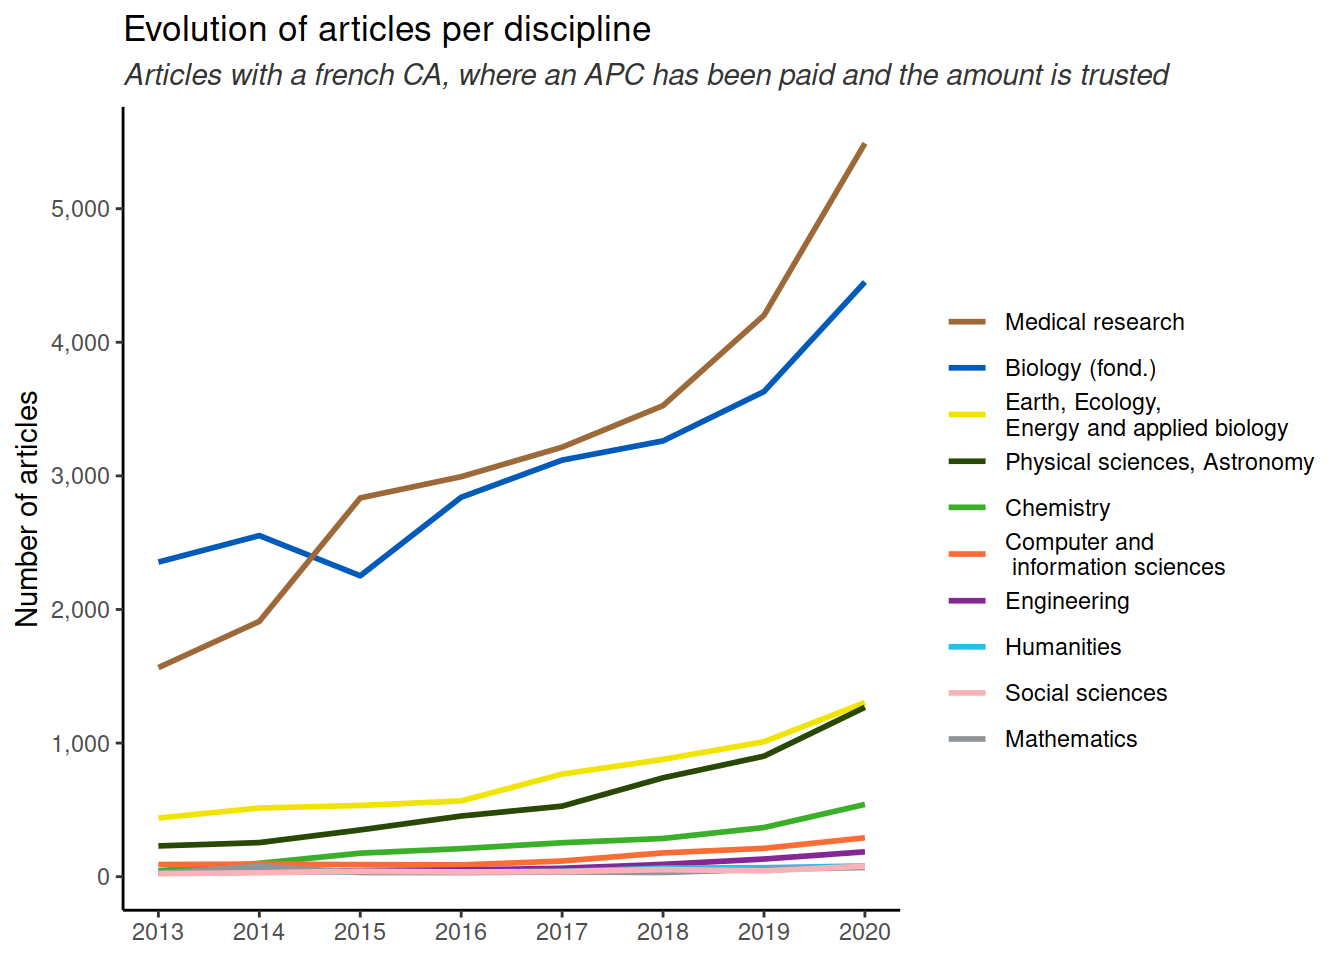 Evolution of articles per discipline
Articles with a french CA, where an APC has been paid and the amount is trusted
Number of articles
5,000
4,000
3,000
2,000
1,000
0
2013 2014 2015 2016 2017 2018 2019 2020
Medical research
Biology (fond.)
Earth, Ecology,
Energy and applied biology
Physical sciences, Astronomy
Chemistry
Computer and
information sciences
Engineering
Humanities
Social sciences
Mathematics